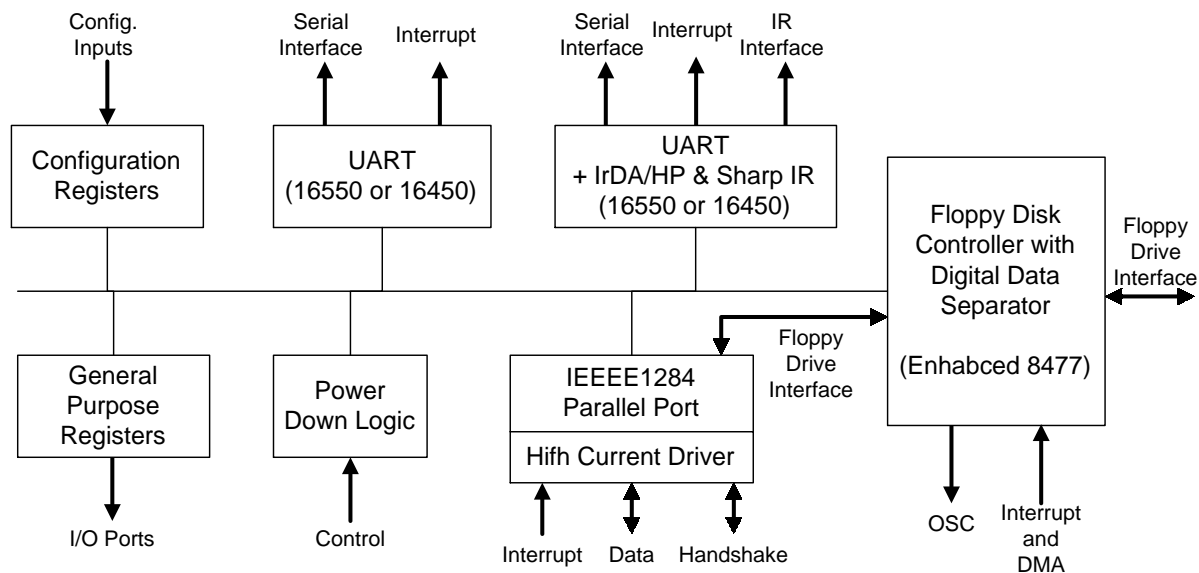 Config.
Inputs
Serial
Interface
Interrupt
Serial
Interface
Interrupt
IR
Interface
Configuration
Registers
UART
(16550 or 16450)
UART
+ IrDA/HP & Sharp IR
(16550 or 16450)
Floppy Disk
Controller with
Digital Data
Separator
(Enhabced 8477)
Floppy
Drive
Interface
General
Purpose
Registers
Power
Down Logic
IEEEE1284
Parallel Port
Hifh Current Driver
Floppy
Drive
Interface
I/O Ports
Control
Interrupt
Data
Handshake
OSC
Interrupt
and
DMA